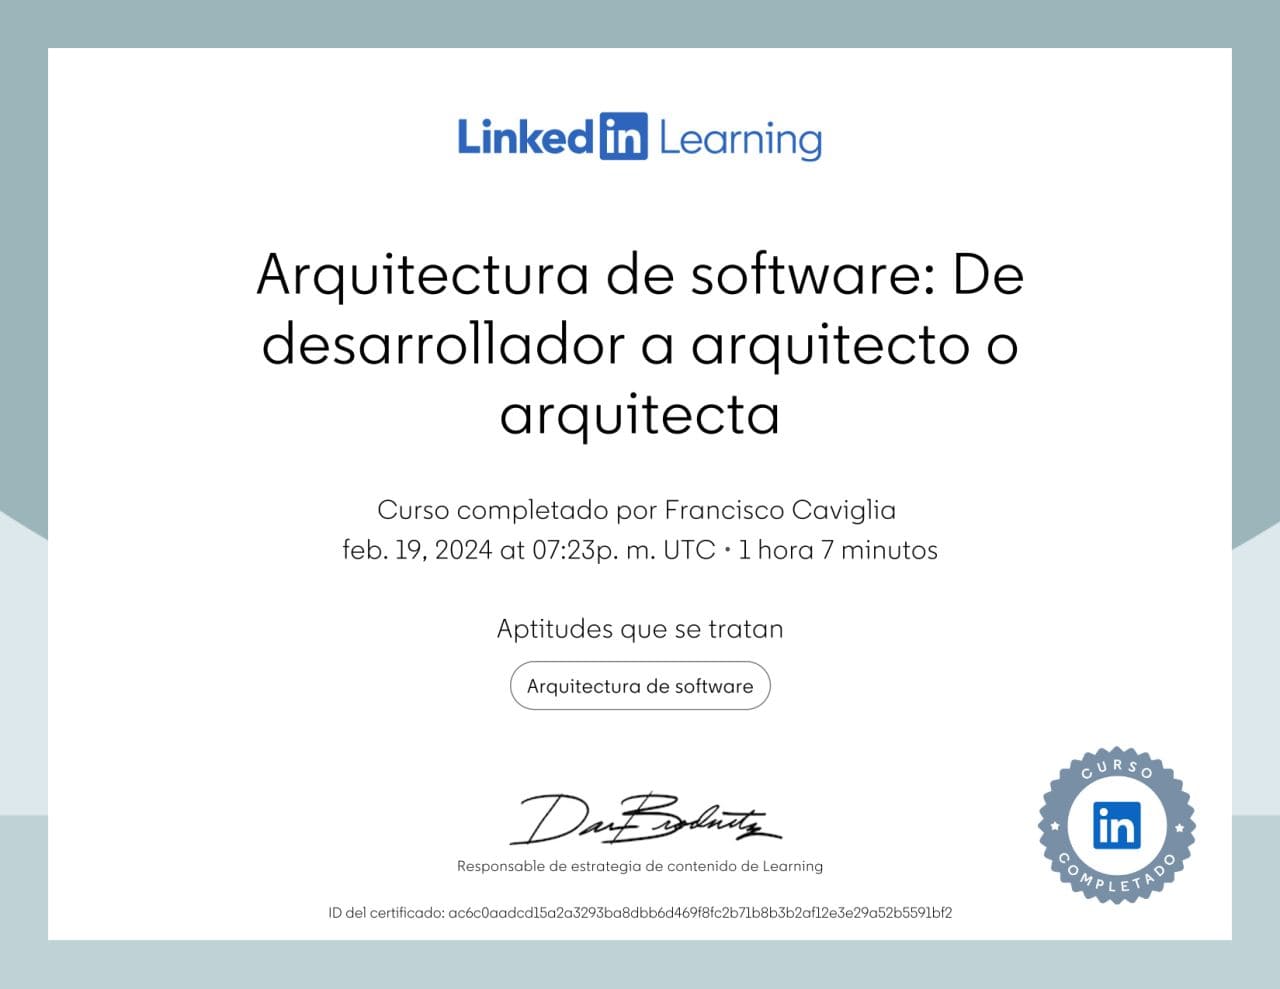 Linked in Learning
Arquitectura de software: De
desarrollador a arquitecto o
arquitecta
Curso completado por Francisco Caviglia
feb. 19, 2024 at 07:23p. m. UTC • 1 hora 7 minutos
Aptitudes que se tratan
Arquitectura de software
Dan Brodnitz
Responsable de estrategia de contenido de Learning
ID del certificado: ac6c0aadcd15a2a3293ba8dbb6d469f8fc2b71b8b3b2af12e3e29a52b5591bf2
CURSO
in
COMPLETADO